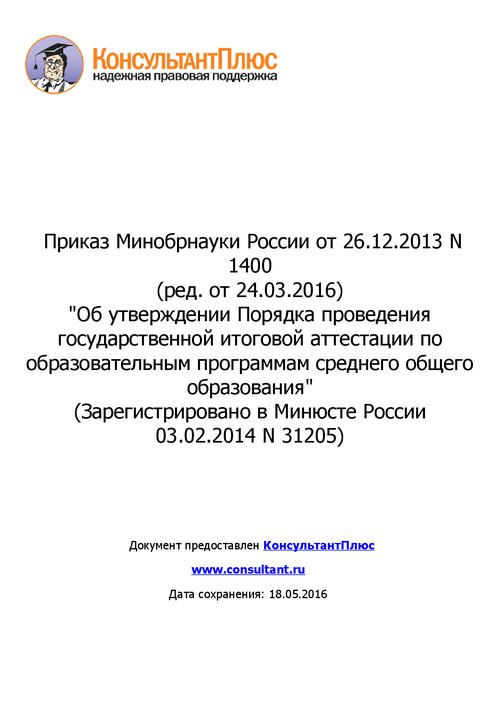 КонсультантПлюс
надежная правовая поддержка
Приказ Минобрнауки России от 26.12.2013 N
1400
(ред. от 24.03.2016)
"Об утверждении Порядка проведения
государственной итоговой аттестации по
образовательным программам среднего общего
образования"
(Зарегистрировано в Минюсте России
03.02.2014 N 31205)
Документ предоставлен КонсультантПлюс
www.consultant.ru
Дата сохранения: 18.05.2016